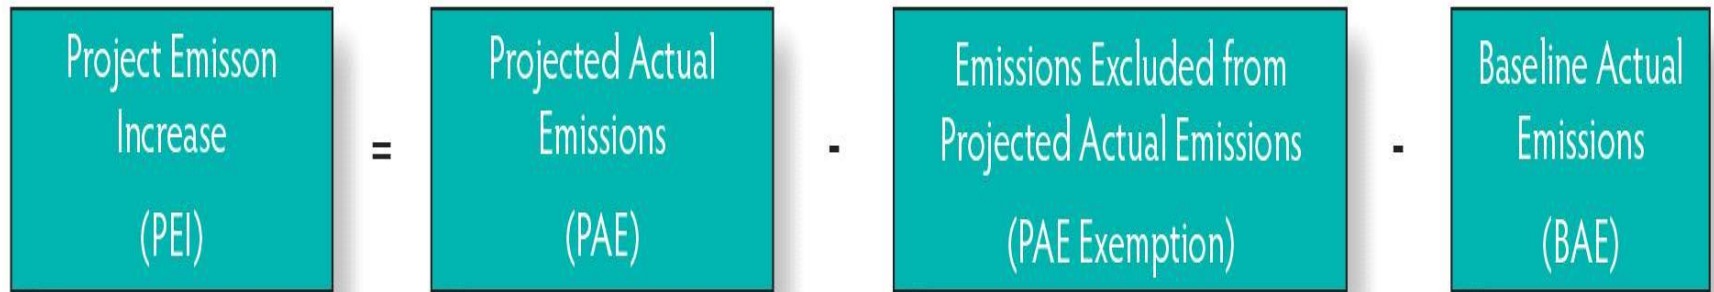 Project Emisson
Increase
(PEI)
=
Projected Actual
Emissions
(PAE)
-
Emissions Excluded from
Projected Actual Emissions
(PAE Exemption)
-
Baseline Actual
Emissions
(BAE)